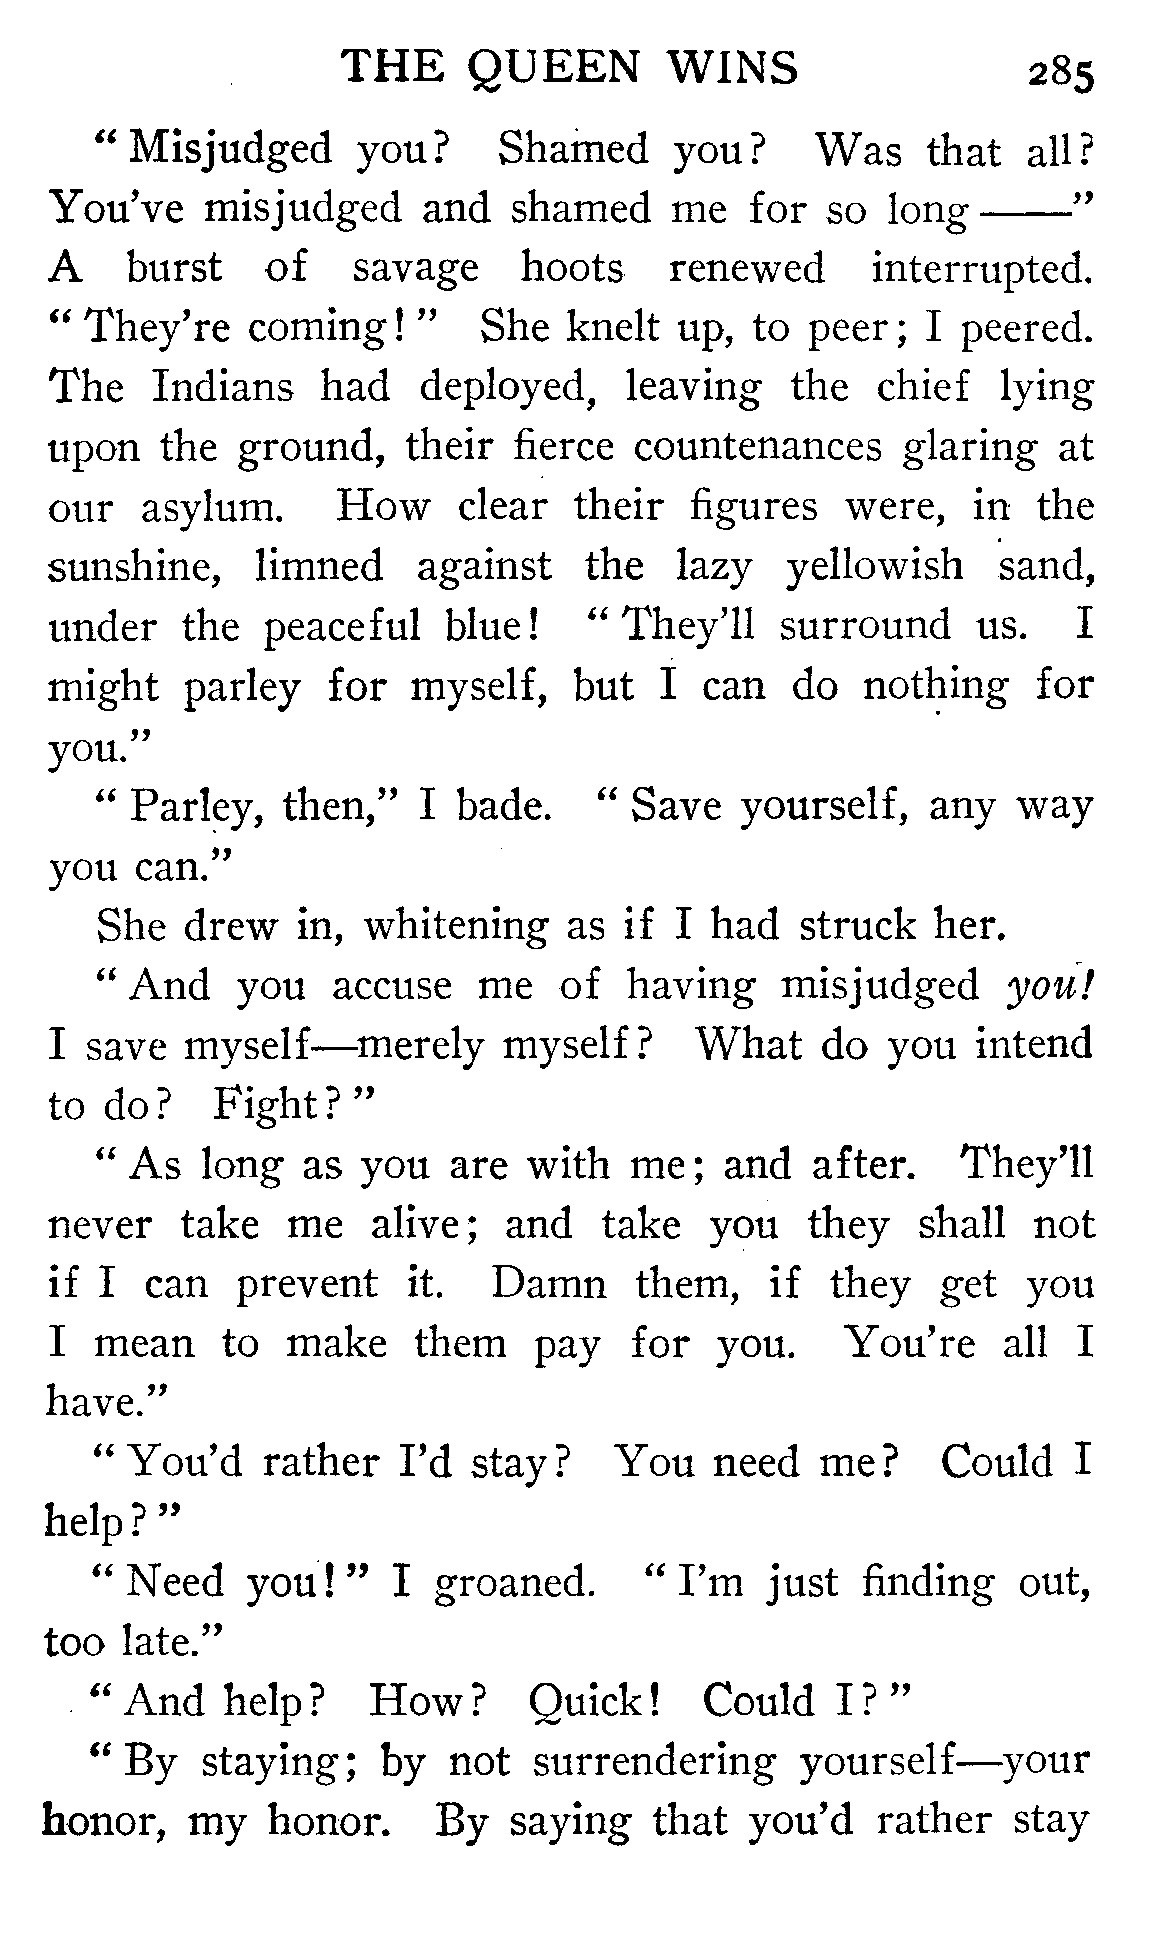 THE QUEEN WINS 285
“Misjudged you? Shamed you? Was that all?
You’ve misjudged and shamed me for so long——”
A burst of savage hoots renewed interrupted.
“They’re coming!” She knelt up, to peer; I peered.
The Indians had deployed, leaving the chief lying
upon the ground, their fierce countenances glaring at
our asylum. How clear their figures were, in the
sunshine, limned against the lazy yellowish sand,
under the peaceful blue! “They’ll surround us. I
might parley for myself, but I can do nothing for
you.”
“Parley, then,” I bade. “Save yourself, any way
you can.”
She drew in, whitening as if I had struck her.
“And you accuse me of having misjudged you!
I save myself—merely myself? What do you intend
to do? Fight?”
“As long as you are with me; and after. They’ll
never take me alive; and take you they shall not
if I can prevent it. Damn them, if they get you
I mean to make them pay for you. You’re all I
have.”
“You’d rather I’d stay? You need me? Could I
help?”
“Need you!” I groaned. “I’m just finding out,
too late.”
“And help? How? Quick! Could I?”
“By staying; by not surrendering yourself—your
honor, my honor. By saying that you’d rather stay